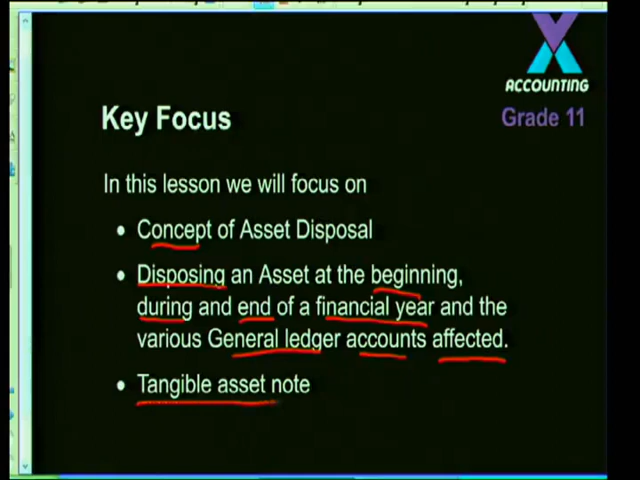 ACCOUNTING
Grade 11
Key Focus
In this lesson we will focus on
• Concept of Asset Disposal
• Disposing an Asset at the beginning,
during and end of a financial year and the
various General ledger accounts affected.
• Tangible asset note